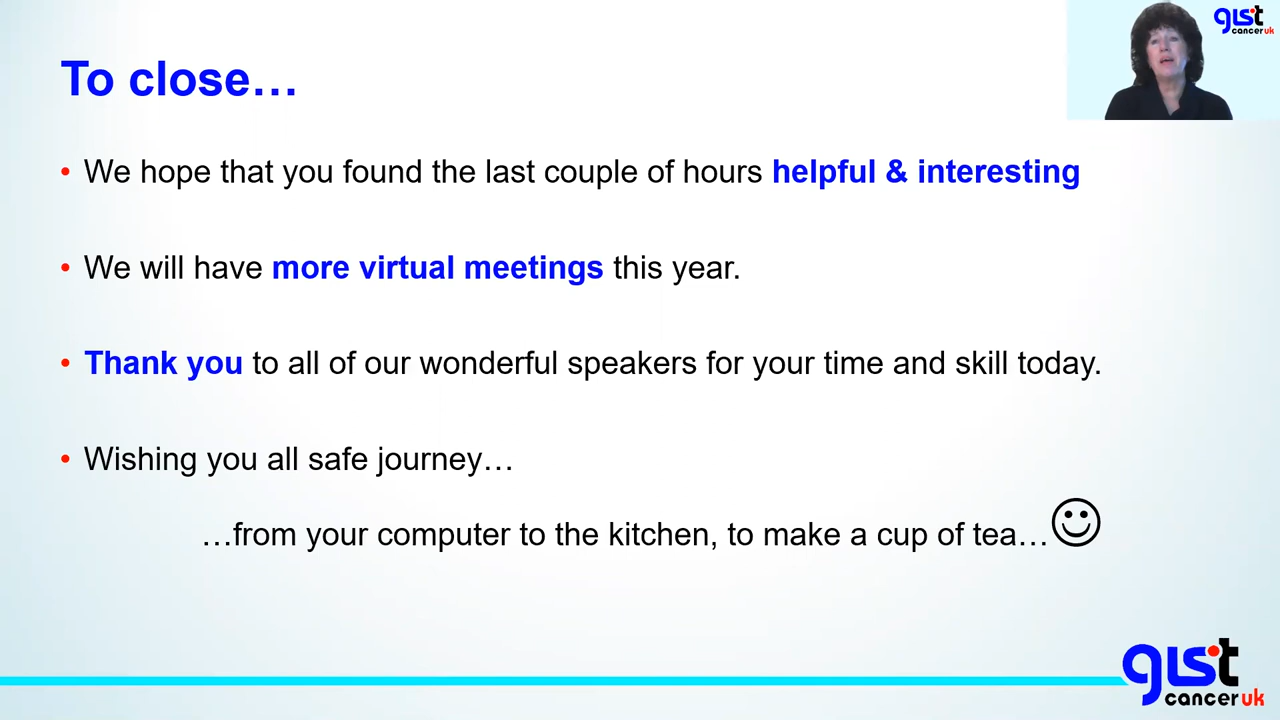 gist
cancer uk
To close…
• We hope that you found the last couple of hours helpful & interesting
• We will have more virtual meetings this year.
• Thank you to all of our wonderful speakers for your time and skill today.
• Wishing you all safe journey…
…from your computer to the kitchen, to make a cup of tea…
gist
cancer uk